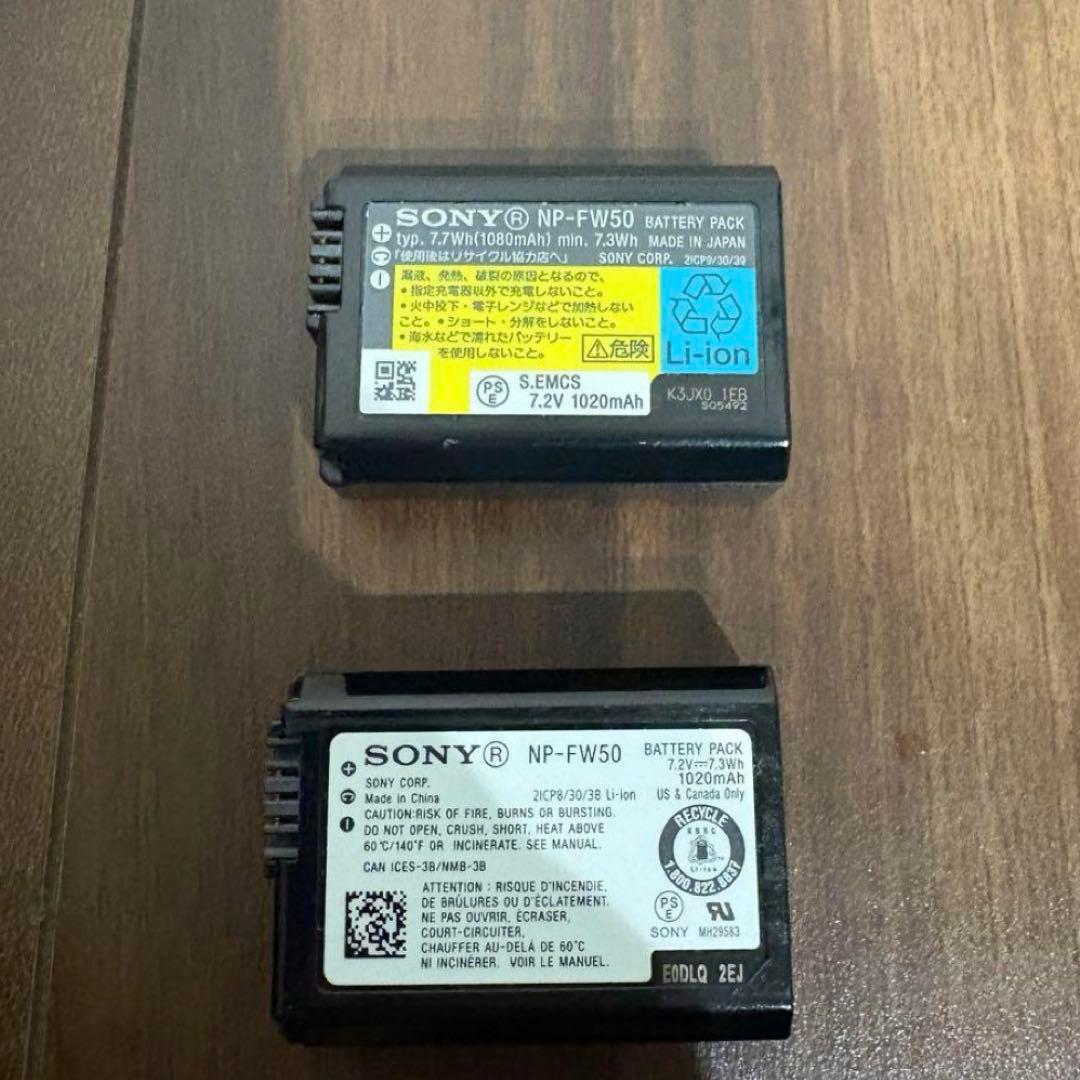 SONY® NP-FW50 BATTERY PACK
typ. 7.7Wh(1080mAh) min. 7.3Wh MADE IN JAPAN
「使用後はリサイクル協力店へ」 SONY CORP. 2ICP9/30/39
漏液、発熱、破裂の原因となるので、
•指定充電器以外で充電しないこと。
•火中投下・電子レンジなどで加熱しない
こと。•ショート・分解をしないこと。
•海水などで濡れたバッテリー
を使用しないこと。
危険
Li-ion
PSE S.EMCS
7.2V 1020mAh
K3JX0 1EB
S05492
SONY® NP-FW50 BATTERY PACK
7.2V⎓7.3Wh
1020mAh
SONY CORP.
Made in China 2ICP8/30/38 Li-ion US & Canada Only
CAUTION:RISK OF FIRE, BURNS OR BURSTING.
DO NOT OPEN, CRUSH, SHORT, HEAT ABOVE
60℃/140°F OR INCINERATE. SEE MANUAL.
CAN ICES-3B/NMB-3B
RECYCLE
RBRC
Li-ion
1.800.822.8837
ATTENTION : RISQUE D'INCENDIE,
DE BRÛLURES OU D'ÉCLATEMENT.
NE PAS OUVRIR, ÉCRASER,
COURT-CIRCUITER,
CHAUFFER AU-DELÀ DE 60℃
NI INCINÉRER. VOIR LE MANUEL.
PSE
SONY MH29583
E0DLQ 2EJ